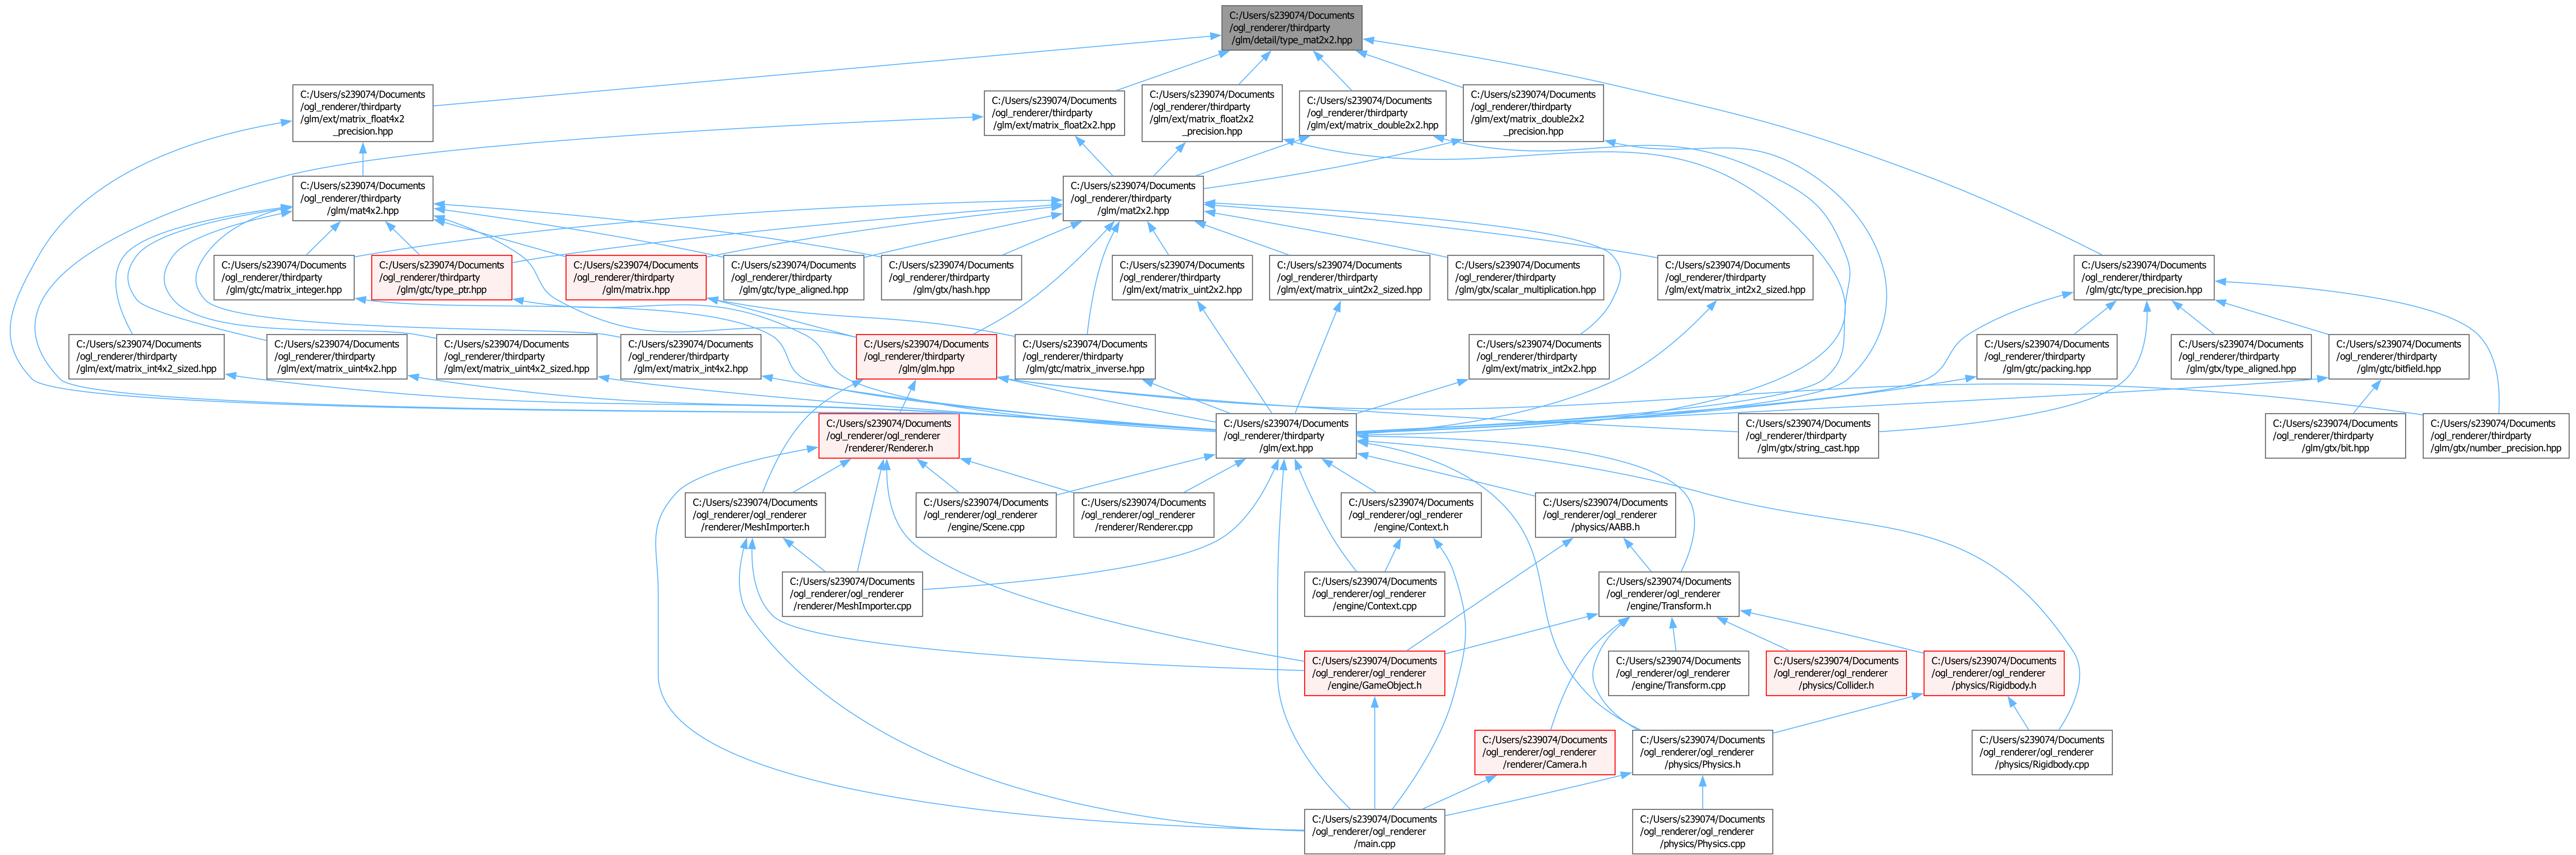 C:/Users/s239074/Documents
/ogl_renderer/thirdparty
/glm/detail/type_mat2x2.hpp
C:/Users/s239074/Documents
/ogl_renderer/thirdparty
/glm/ext/matrix_float4x2
_precision.hpp
C:/Users/s239074/Documents
/ogl_renderer/thirdparty
/glm/ext/matrix_float2x2.hpp
C:/Users/s239074/Documents
/ogl_renderer/thirdparty
/glm/ext/matrix_float2x2
_precision.hpp
C:/Users/s239074/Documents
/ogl_renderer/thirdparty
/glm/ext/matrix_double2x2.hpp
C:/Users/s239074/Documents
/ogl_renderer/thirdparty
/glm/ext/matrix_double2x2
_precision.hpp
C:/Users/s239074/Documents
/ogl_renderer/thirdparty
/glm/mat4x2.hpp
C:/Users/s239074/Documents
/ogl_renderer/thirdparty
/glm/mat2x2.hpp
C:/Users/s239074/Documents
/ogl_renderer/thirdparty
/glm/gtc/matrix_integer.hpp
C:/Users/s239074/Documents
/ogl_renderer/thirdparty
/glm/gtc/type_ptr.hpp
C:/Users/s239074/Documents
/ogl_renderer/thirdparty
/glm/matrix.hpp
C:/Users/s239074/Documents
/ogl_renderer/thirdparty
/glm/gtc/type_aligned.hpp
C:/Users/s239074/Documents
/ogl_renderer/thirdparty
/glm/gtx/hash.hpp
C:/Users/s239074/Documents
/ogl_renderer/thirdparty
/glm/ext/matrix_uint2x2.hpp
C:/Users/s239074/Documents
/ogl_renderer/thirdparty
/glm/ext/matrix_uint2x2_sized.hpp
C:/Users/s239074/Documents
/ogl_renderer/thirdparty
/glm/gtx/scalar_multiplication.hpp
C:/Users/s239074/Documents
/ogl_renderer/thirdparty
/glm/ext/matrix_int2x2_sized.hpp
C:/Users/s239074/Documents
/ogl_renderer/thirdparty
/glm/gtc/type_precision.hpp
C:/Users/s239074/Documents
/ogl_renderer/thirdparty
/glm/ext/matrix_int4x2_sized.hpp
C:/Users/s239074/Documents
/ogl_renderer/thirdparty
/glm/ext/matrix_uint4x2.hpp
C:/Users/s239074/Documents
/ogl_renderer/thirdparty
/glm/ext/matrix_uint4x2_sized.hpp
C:/Users/s239074/Documents
/ogl_renderer/thirdparty
/glm/ext/matrix_int4x2.hpp
C:/Users/s239074/Documents
/ogl_renderer/thirdparty
/glm/glm.hpp
C:/Users/s239074/Documents
/ogl_renderer/thirdparty
/glm/gtc/matrix_inverse.hpp
C:/Users/s239074/Documents
/ogl_renderer/thirdparty
/glm/ext/matrix_int2x2.hpp
C:/Users/s239074/Documents
/ogl_renderer/thirdparty
/glm/gtc/packing.hpp
C:/Users/s239074/Documents
/ogl_renderer/thirdparty
/glm/gtx/type_aligned.hpp
C:/Users/s239074/Documents
/ogl_renderer/thirdparty
/glm/gtc/bitfield.hpp
C:/Users/s239074/Documents
/ogl_renderer/ogl_renderer
/renderer/Renderer.h
C:/Users/s239074/Documents
/ogl_renderer/thirdparty
/glm/ext.hpp
C:/Users/s239074/Documents
/ogl_renderer/thirdparty
/glm/gtx/string_cast.hpp
C:/Users/s239074/Documents
/ogl_renderer/thirdparty
/glm/gtx/bit.hpp
C:/Users/s239074/Documents
/ogl_renderer/thirdparty
/glm/gtx/number_precision.hpp
C:/Users/s239074/Documents
/ogl_renderer/ogl_renderer
/renderer/MeshImporter.h
C:/Users/s239074/Documents
/ogl_renderer/ogl_renderer
/engine/Scene.cpp
C:/Users/s239074/Documents
/ogl_renderer/ogl_renderer
/renderer/Renderer.cpp
C:/Users/s239074/Documents
/ogl_renderer/ogl_renderer
/engine/Context.h
C:/Users/s239074/Documents
/ogl_renderer/ogl_renderer
/physics/AABB.h
C:/Users/s239074/Documents
/ogl_renderer/ogl_renderer
/renderer/MeshImporter.cpp
C:/Users/s239074/Documents
/ogl_renderer/ogl_renderer
/engine/Context.cpp
C:/Users/s239074/Documents
/ogl_renderer/ogl_renderer
/engine/Transform.h
C:/Users/s239074/Documents
/ogl_renderer/ogl_renderer
/engine/GameObject.h
C:/Users/s239074/Documents
/ogl_renderer/ogl_renderer
/engine/Transform.cpp
C:/Users/s239074/Documents
/ogl_renderer/ogl_renderer
/physics/Collider.h
C:/Users/s239074/Documents
/ogl_renderer/ogl_renderer
/physics/Rigidbody.h
C:/Users/s239074/Documents
/ogl_renderer/ogl_renderer
/renderer/Camera.h
C:/Users/s239074/Documents
/ogl_renderer/ogl_renderer
/physics/Physics.h
C:/Users/s239074/Documents
/ogl_renderer/ogl_renderer
/physics/Rigidbody.cpp
C:/Users/s239074/Documents
/ogl_renderer/ogl_renderer
/main.cpp
C:/Users/s239074/Documents
/ogl_renderer/ogl_renderer
/physics/Physics.cpp